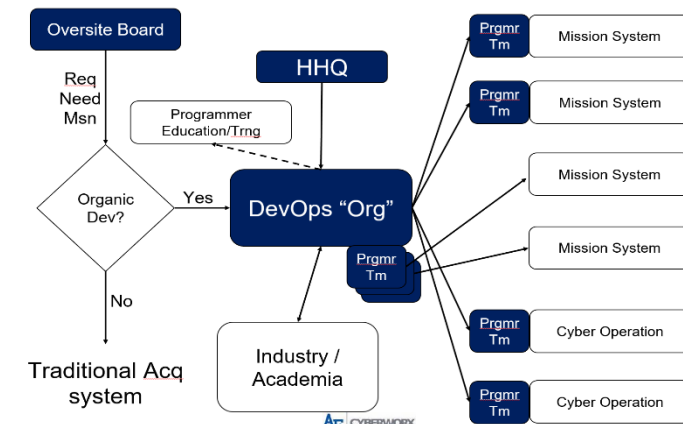 Oversite Board
Req
Need
Msn
HHQ
Programmer
Education/Trng
Organic
Dev?
Yes
No
Traditional Acq
system
DevOps “Org”
Prgmr
Tm
Industry /
Academia
Prgmr
Tm
Mission System
Prgmr
Tm
Mission System
Mission System
Mission System
Prgmr
Tm
Cyber Operation
Prgmr
Tm
Cyber Operation
AF CYBERWORX